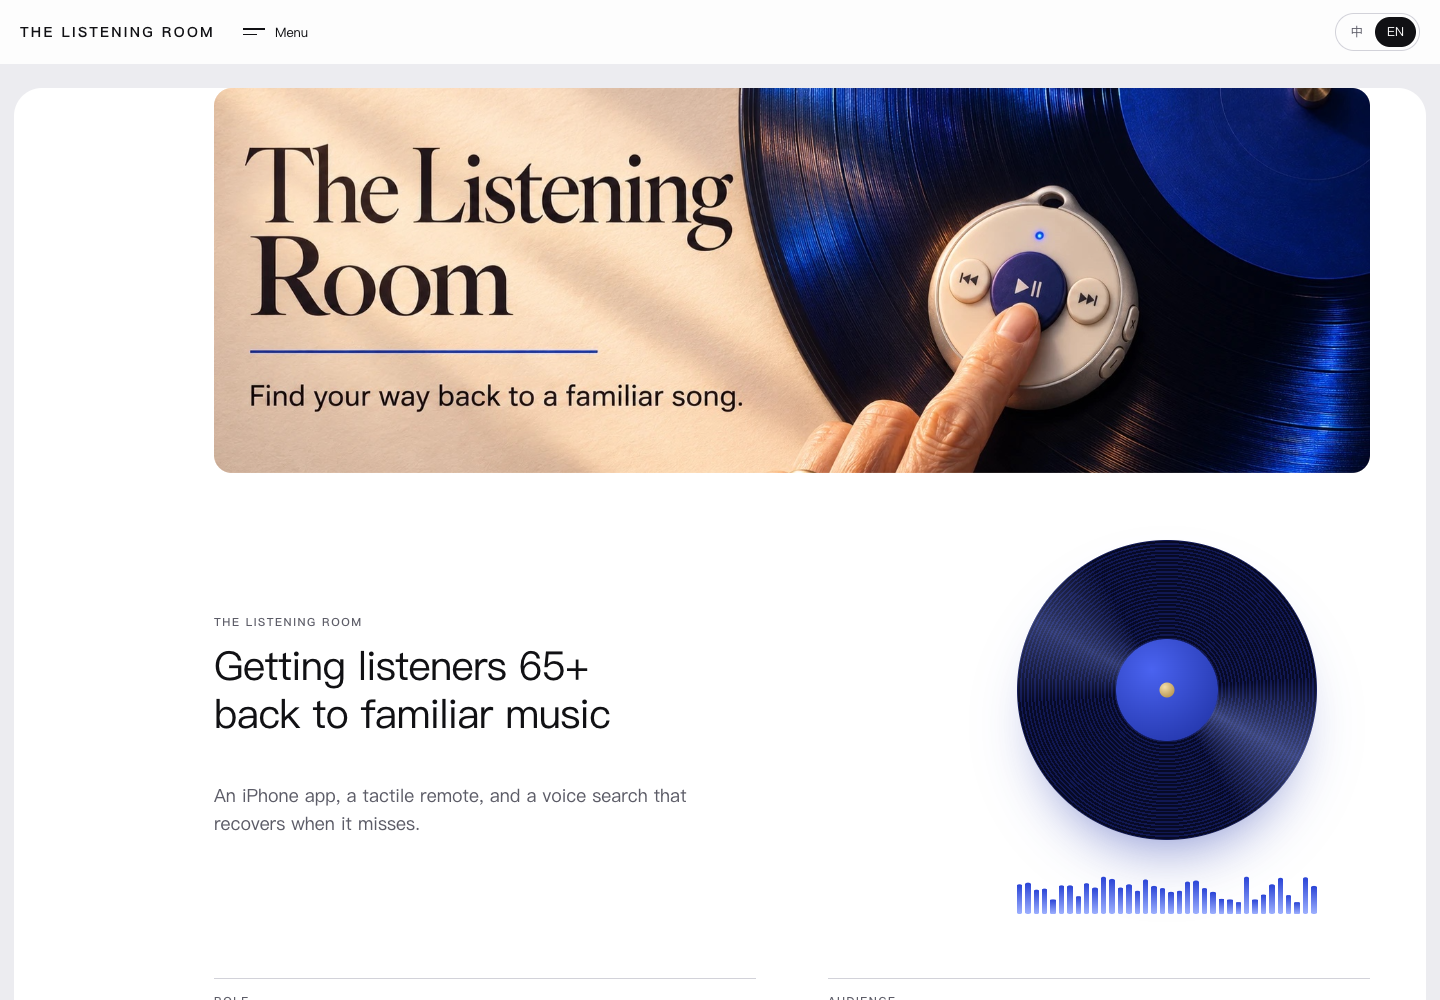 THE LISTENING ROOM
Menu
中
EN
The Listening
Room
Find your way back to a familiar song.
THE LISTENING ROOM
Getting listeners 65+
back to familiar music
An iPhone app, a tactile remote, and a voice search that
recovers when it misses.
ROLE
AUDIENCE